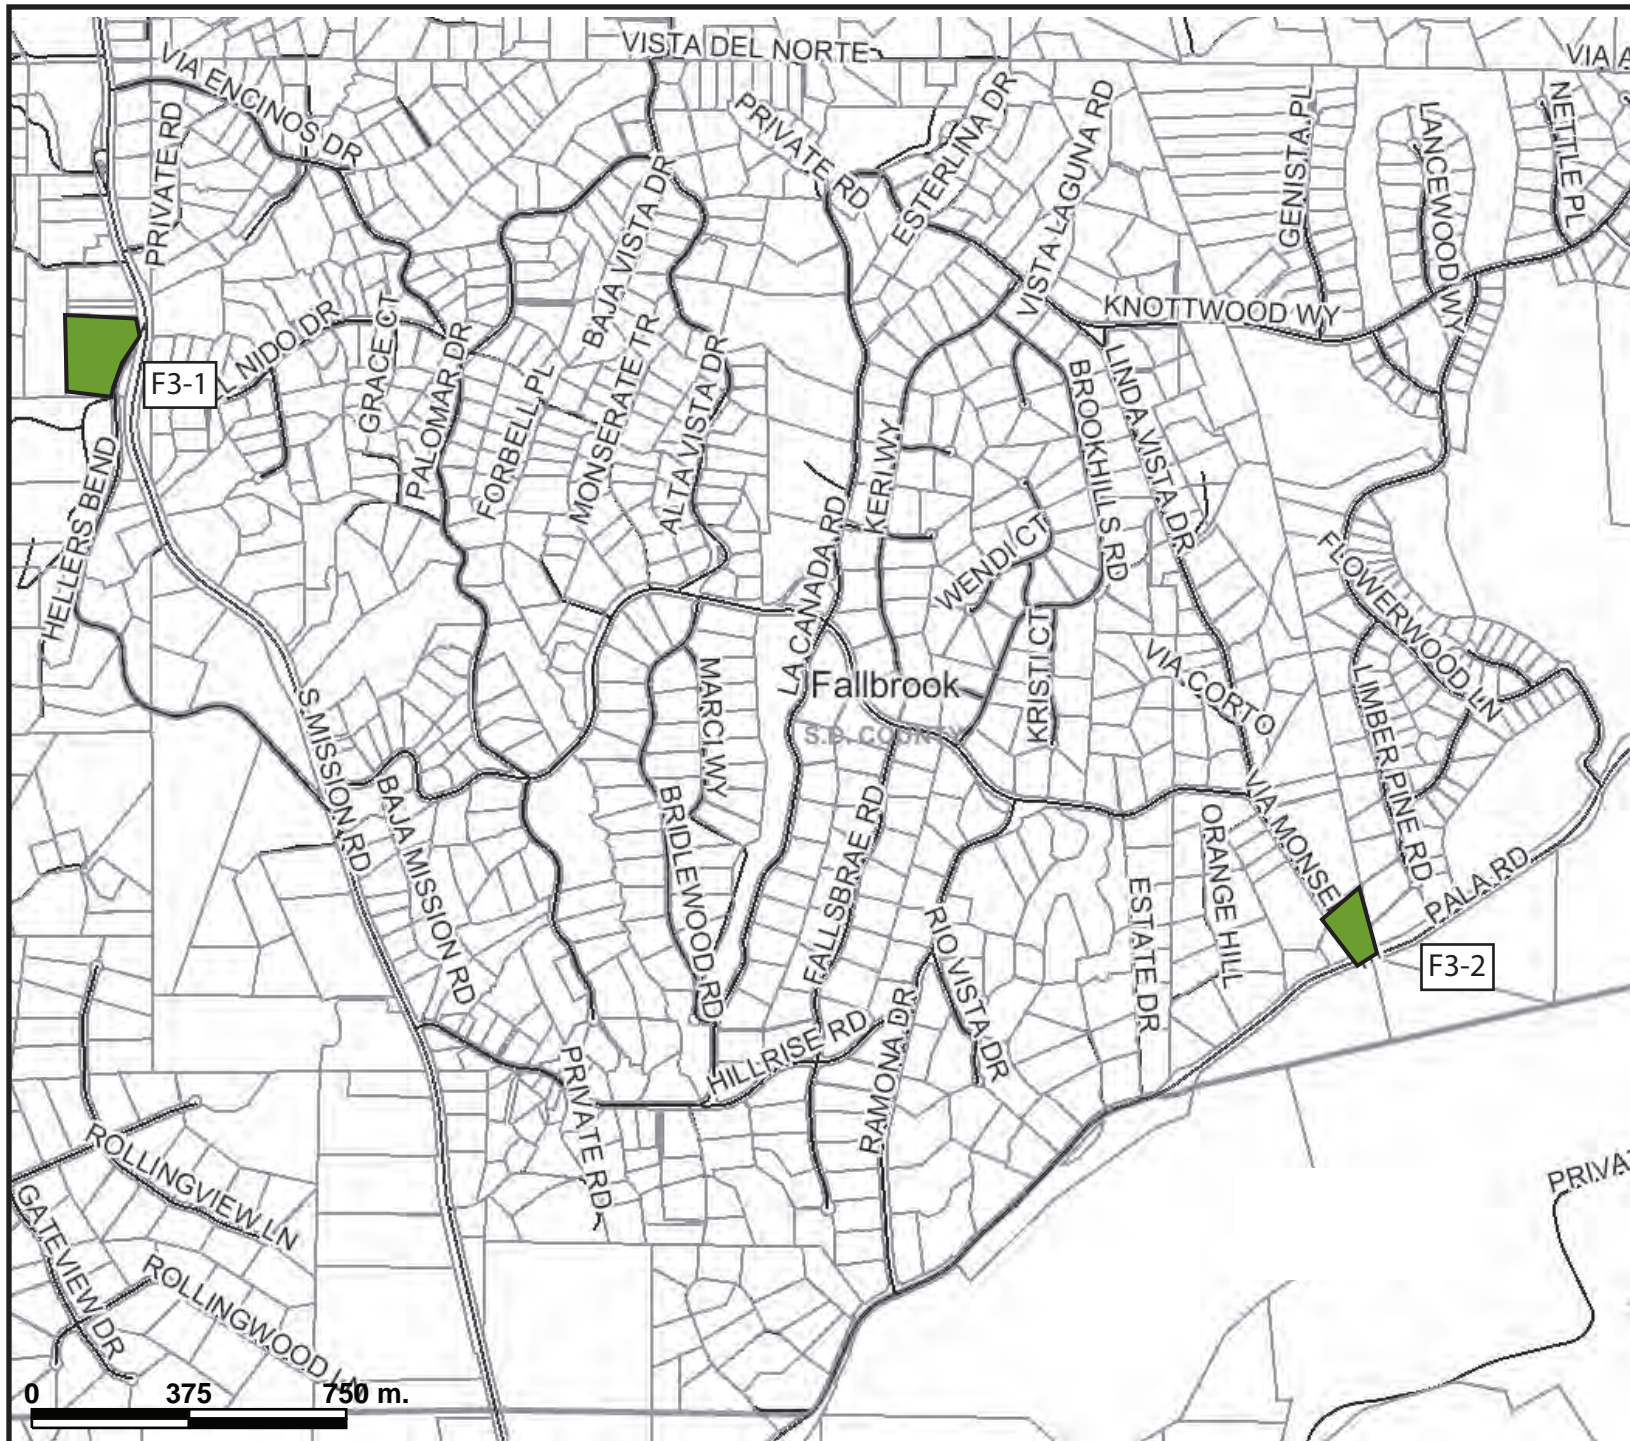 VISTA DEL NORTE
VIA A
VIA ENCINOS DR
PRIVATE RD
PRIVATE RD
ESTERLINA DR
VISTA LAGUNA RD
GENISTA PL
LANCEWOOD WY
NETTLE PL
BAJA VISTA DR
KNOTTWOOD WY
NIDO DR
GRACE CT
PALOMAR DR
FORBELL PL
MONSERATE TR
ALTA VISTA DR
F3-1
KERI WY
BROOKHILLS RD
LINDA VISTA DR
HELLERS BEND
LA CANADA RD
WENDI CT
FLOWERWOOD LN
KRISTI CT
VIA CORTO
LIMBER PINE RD
Fallbrook
S.D. COUNTY
MARCI WY
S MISSION RD
BAJA MISSION RD
BRIDLEWOOD RD
FALLSBRAE RD
ORANGE HILL
VIA MONSE
PALA RD
ESTATE DR
RIO VISTA DR
F3-2
HILLRISE RD
RAMONA DR
PRIVATE RD
ROLLINGVIEW LN
GATEVIEW DR
ROLLINGWOOD LN
PRIVAT
0 375 750 m.